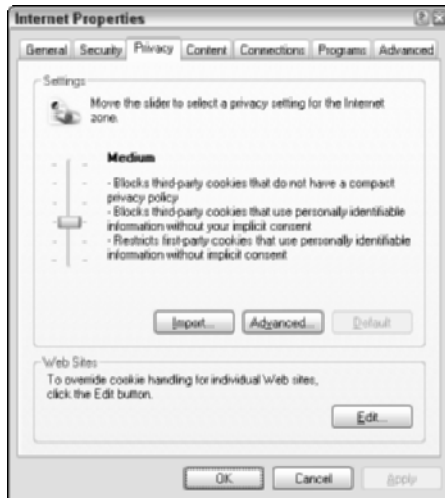 Internet Properties
General Security Privacy Content Connections Programs Advanced
Settings
Move the slider to select a privacy setting for the Internet
zone.
Medium
- Blocks third-party cookies that do not have a compact
privacy policy
- Blocks third-party cookies that use personally identifiable
information without your implicit consent
- Restricts first-party cookies that use personally identifiable
information without implicit consent
Import... Advanced... Default
Web Sites
To override cookie handling for individual Web sites,
click the Edit button.
Edit...
OK Cancel Apply